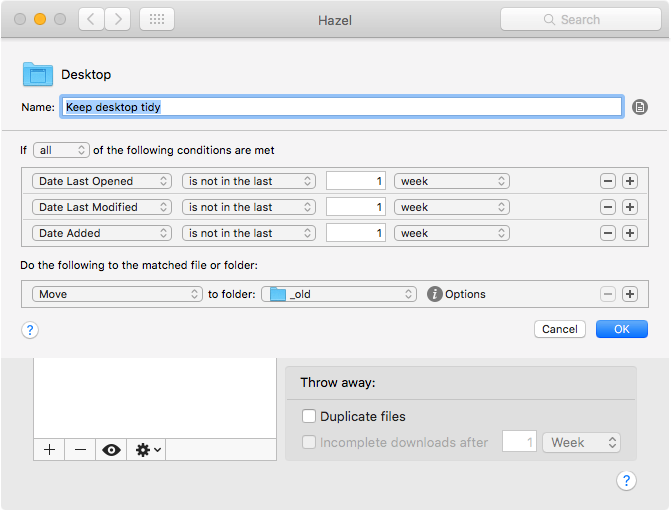 Hazel
Search
Desktop
Name: Keep desktop tidy
If all of the following conditions are met
Date Last Opened is not in the last 1 week
Date Last Modified is not in the last 1 week
Date Added is not in the last 1 week
Do the following to the matched file or folder:
Move to folder: _old i Options
? Cancel OK
Throw away:
Duplicate files
Incomplete downloads after 1 Week
?